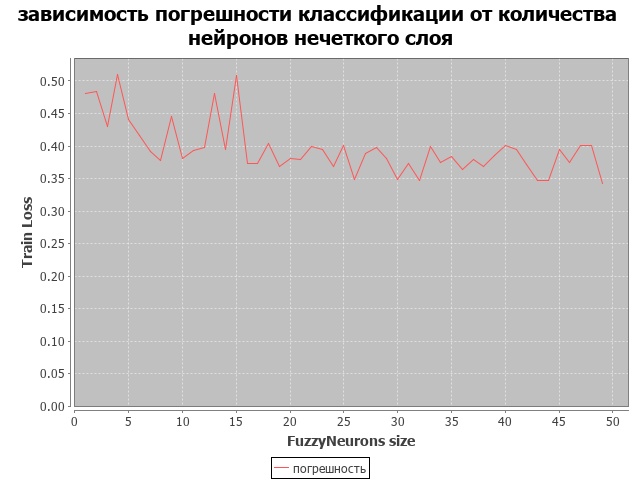 зависимость погрешности классификации от количества
нейронов нечеткого слоя
0.50
0.45
0.40
0.35
0.30
0.25
0.20
0.15
0.10
0.05
0.00
Train Loss
0 5 10 15 20 25 30 35 40 45 50
FuzzyNeurons size
погрешность